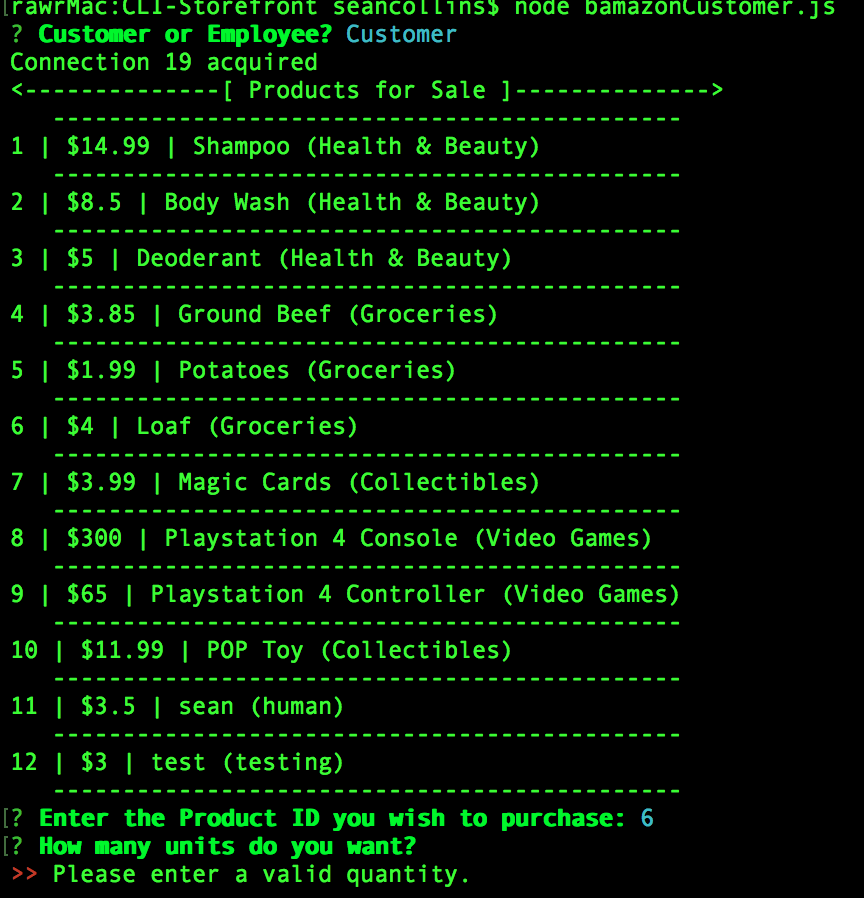 [rawrMac:CLI-Storefront seancollins$ node bamazonCustomer.js
? Customer or Employee? Customer
Connection 19 acquired
<--------------[ Products for Sale ]-------------->
---------------------------------------------
1 | $14.99 | Shampoo (Health & Beauty)
---------------------------------------------
2 | $8.5 | Body Wash (Health & Beauty)
---------------------------------------------
3 | $5 | Deoderant (Health & Beauty)
---------------------------------------------
4 | $3.85 | Ground Beef (Groceries)
---------------------------------------------
5 | $1.99 | Potatoes (Groceries)
---------------------------------------------
6 | $4 | Loaf (Groceries)
---------------------------------------------
7 | $3.99 | Magic Cards (Collectibles)
---------------------------------------------
8 | $300 | Playstation 4 Console (Video Games)
---------------------------------------------
9 | $65 | Playstation 4 Controller (Video Games)
---------------------------------------------
10 | $11.99 | POP Toy (Collectibles)
---------------------------------------------
11 | $3.5 | sean (human)
---------------------------------------------
12 | $3 | test (testing)
---------------------------------------------
[? Enter the Product ID you wish to purchase: 6
[? How many units do you want?
>> Please enter a valid quantity.